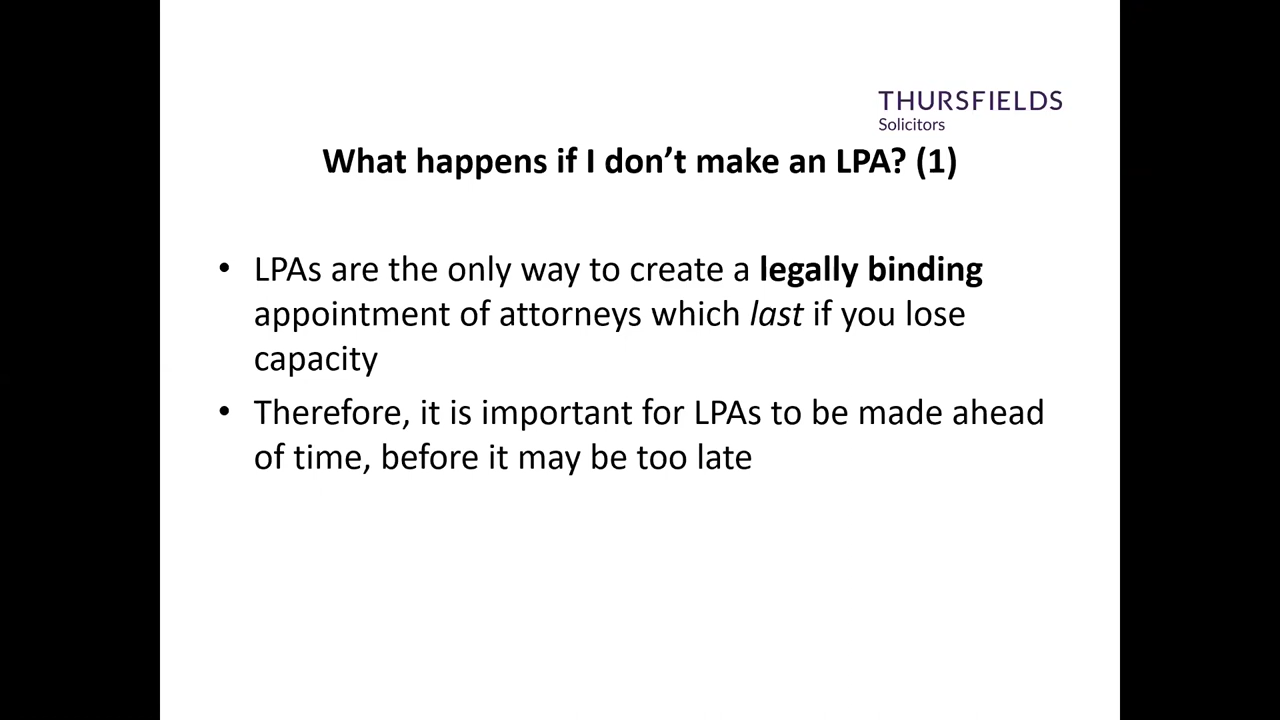 THURSFIELDS
Solicitors
What happens if I don’t make an LPA? (1)
• LPAs are the only way to create a legally binding
appointment of attorneys which last if you lose
capacity
• Therefore, it is important for LPAs to be made ahead
of time, before it may be too late